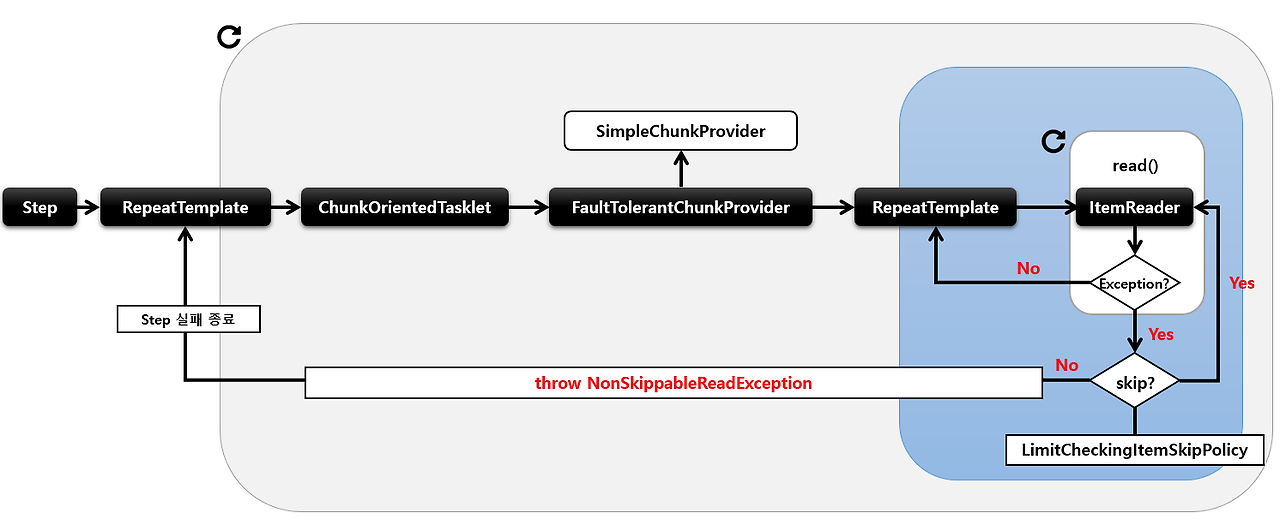 SimpleChunkProvider
read()
Step
RepeatTemplate
ChunkOrientedTasklet
FaultTolerantChunkProvider
RepeatTemplate
ItemReader
No
Exception?
Yes
Step 실패 종료
Yes
No
throw NonSkippableReadException
skip?
LimitCheckingItemSkipPolicy